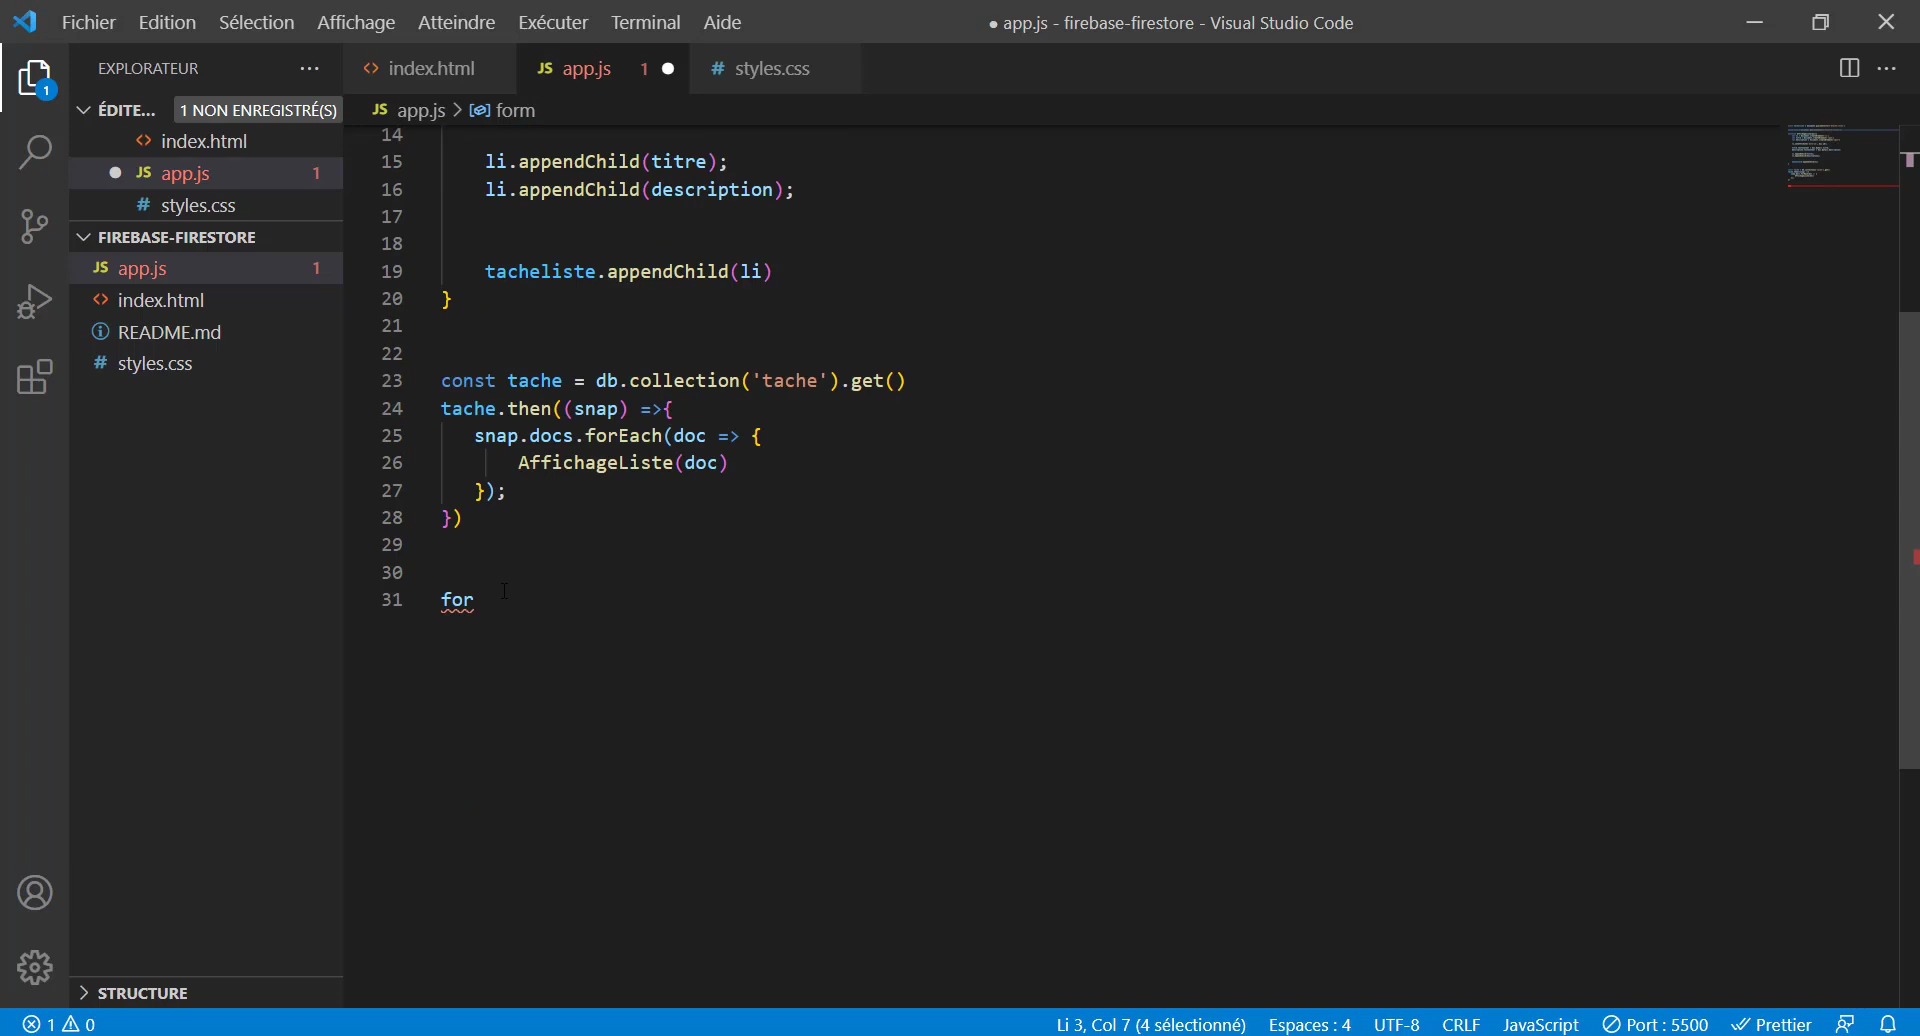 Fichier Edition Sélection Affichage Atteindre Exécuter Terminal Aide
● app.js - firebase-firestore - Visual Studio Code
EXPLORATEUR
index.html
JS app.js 1
# styles.css
1
ÉDITE... 1 NON ENREGISTRÉ(S)
index.html
JS app.js 1
# styles.css
FIREBASE-FIRESTORE
JS app.js 1
index.html
README.md
# styles.css
STRUCTURE
JS app.js > form
14
15 li.appendChild(titre);
16 li.appendChild(description);
17
18
19 tacheliste.appendChild(li)
20 }
21
22
23 const tache = db.collection('tache').get()
24 tache.then((snap) =>{
25 snap.docs.forEach(doc => {
26 AffichageListe(doc)
27 });
28 })
29
30
31 for
1 0
Li 3, Col 7 (4 sélectionné) Espaces : 4 UTF-8 CRLF JavaScript Port : 5500 Prettier